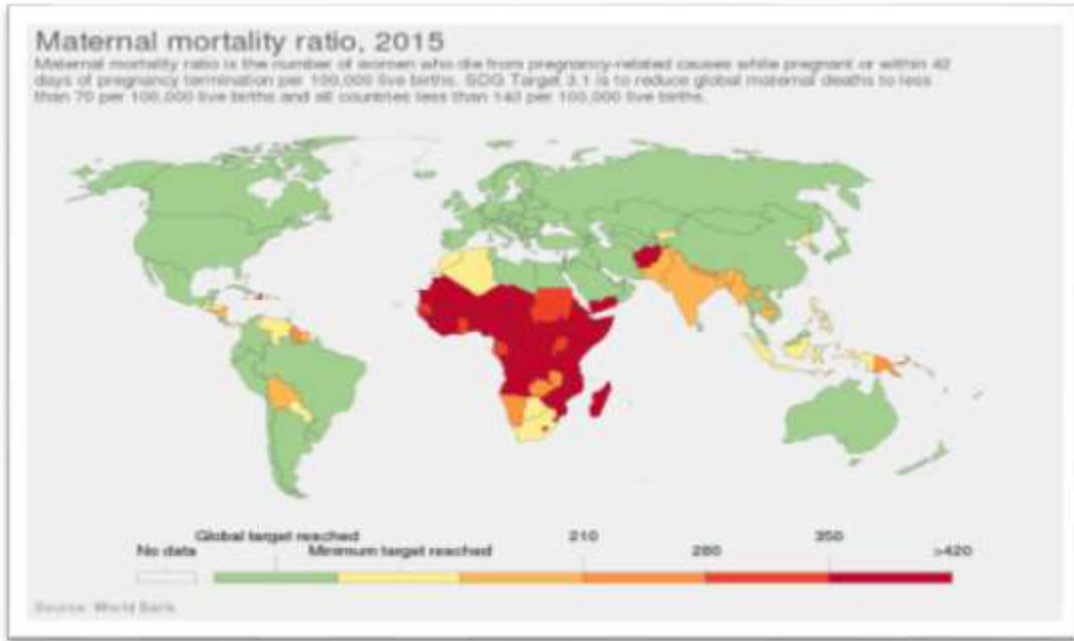 Maternal mortality ratio, 2015
Maternal mortality ratio is the number of women who die from pregnancy-related causes while pregnant or within 42
days of pregnancy termination per 100,000 live births. SDG Target 3.1 is to reduce global maternal deaths to less
than 70 per 100,000 live births and all countries less than 140 per 100,000 live births.
Global target reached 210 350
No data Minimum target reached 280 >420
Source: World Bank